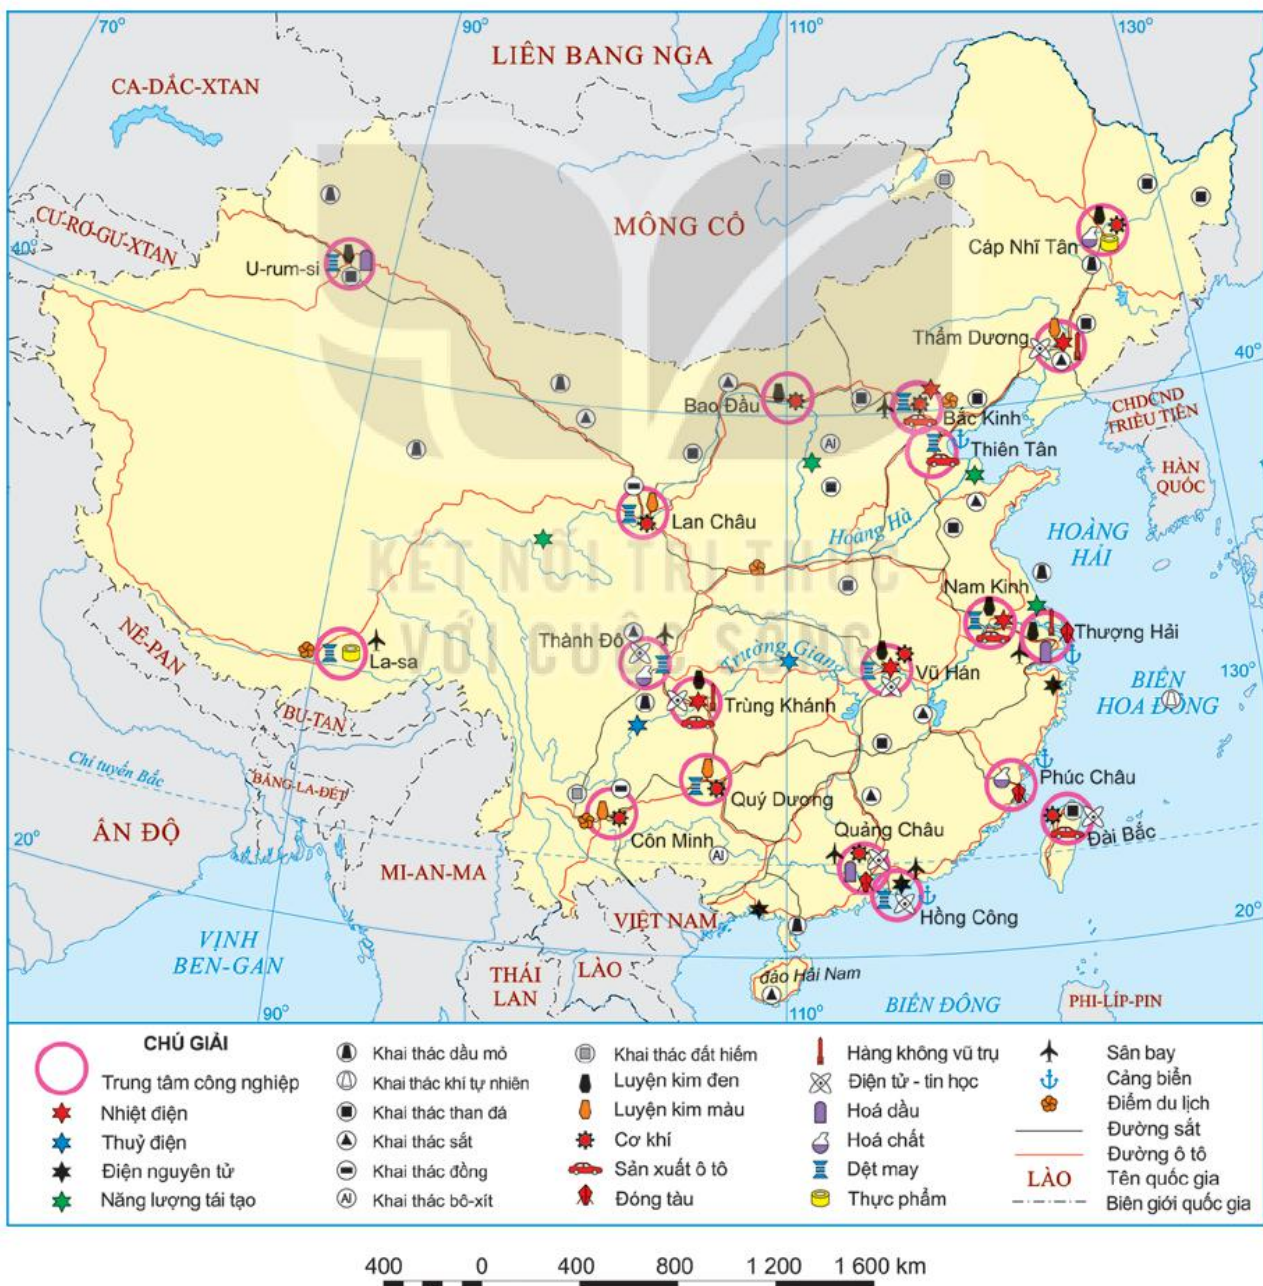 70°
90°
110°
130°
LIÊN BANG NGA
CA-DẮC-XTAN
MÔNG CỔ
CƯ-RƠ-GƯ-XTAN
40°
U-rum-si
Cáp Nhĩ Tân
Thẩm Dương
40°
Bao Đầu
Bắc Kinh
CHDCND
TRIỀU TIÊN
Thiên Tân
HÀN
QUỐC
Al
Lan Châu
Hoàng Hà
HOÀNG
HẢI
KẾT NỐI TRI THỨC
VỚI CUỘC SỐNG
Nam Kinh
NÊ-PAN
Thành Đô
Thượng Hải
La-sa
Trường Giang
Vũ Hán
130°
BIỂN
HOA ĐÔNG
BU-TAN
Trùng Khánh
Chí tuyến Bắc
BĂNG-LA-ĐÉT
Phúc Châu
Quý Dương
ẤN ĐỘ
20°
Côn Minh
Quảng Châu
Đài Bắc
MI-AN-MA
Al
Hồng Công
VIỆT NAM
20°
VỊNH
BEN-GAN
THÁI
LAN
LÀO
đảo Hải Nam
BIỂN ĐÔNG
PHI-LÍP-PIN
90°
110°
CHÚ GIẢI
Trung tâm công nghiệp
Nhiệt điện
Thuỷ điện
Điện nguyên tử
Năng lượng tái tạo
Khai thác dầu mỏ
Khai thác khí tự nhiên
Khai thác than đá
Khai thác sắt
Khai thác đồng
Al Khai thác bô-xít
Khai thác đất hiếm
Luyện kim đen
Luyện kim màu
Cơ khí
Sản xuất ô tô
Đóng tàu
Hàng không vũ trụ
Điện tử - tin học
Hoá dầu
Hoá chất
Dệt may
Thực phẩm
Sân bay
Cảng biển
Điểm du lịch
Đường sắt
Đường ô tô
LÀO Tên quốc gia
Biên giới quốc gia
400 0 400 800 1 200 1 600 km